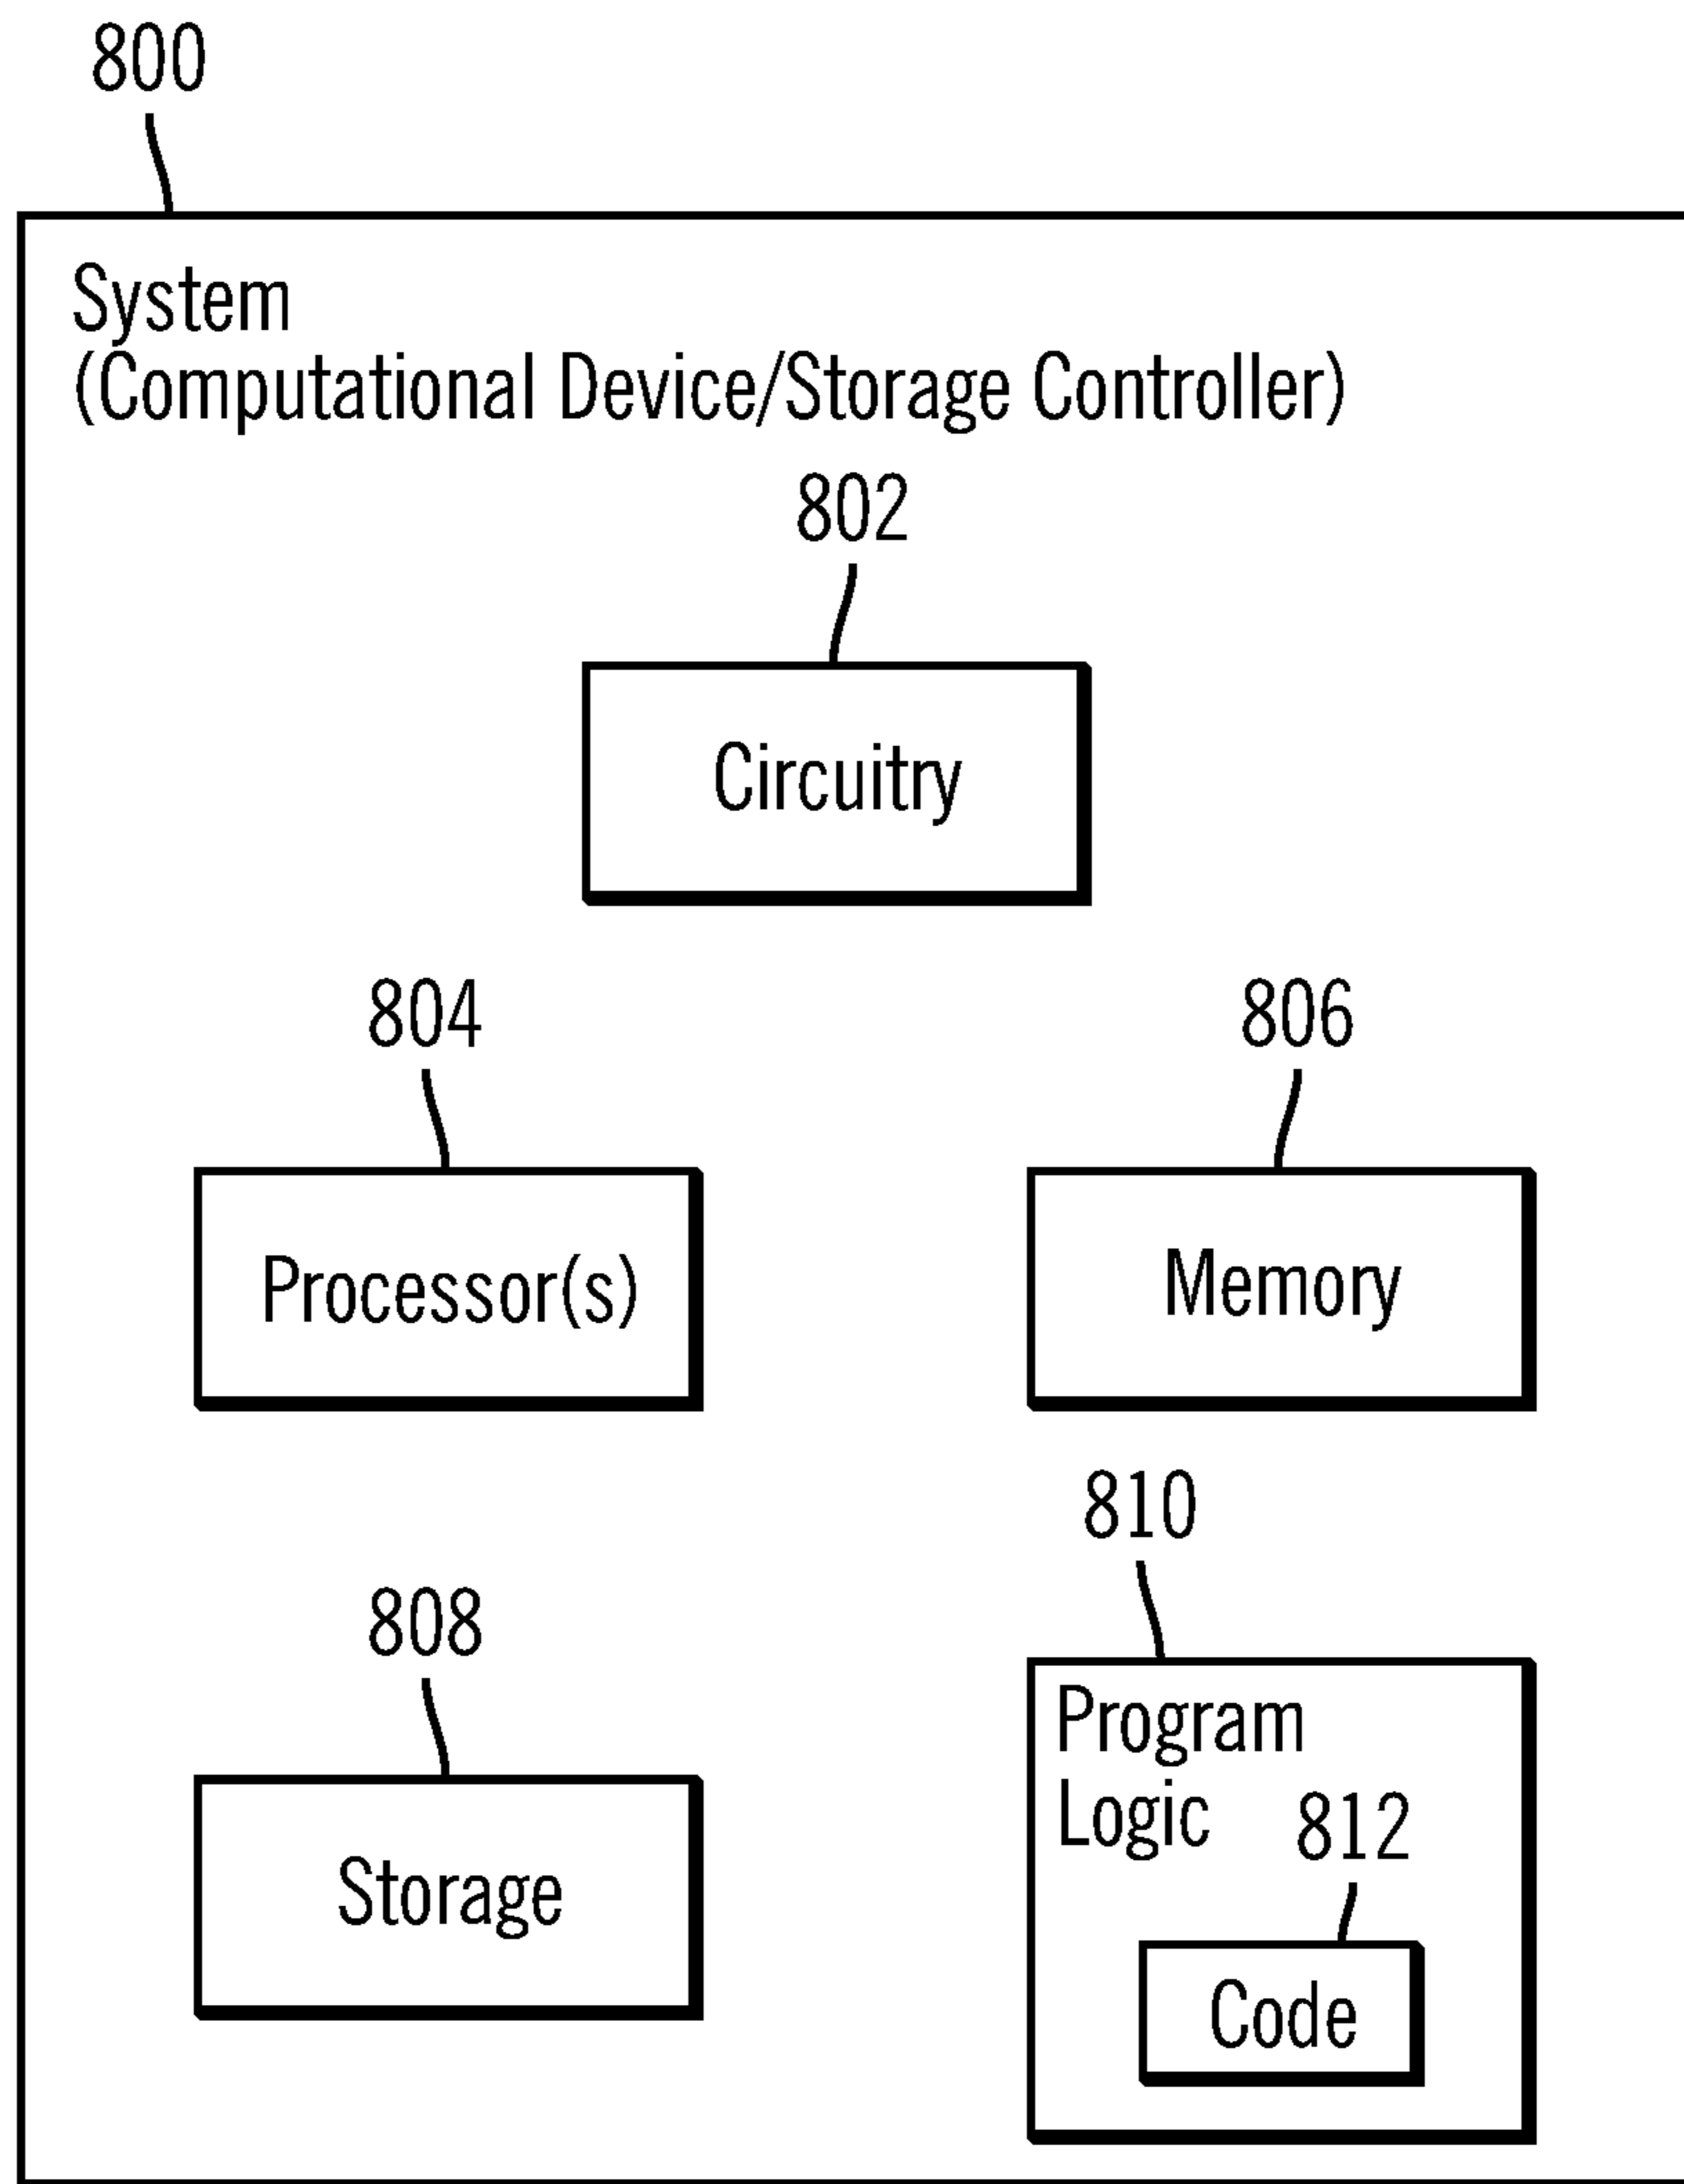 800
System
(Computational Device/Storage Controller)
802
Circuitry
804
806
Processor(s)
Memory
810
808
Program
Logic
812
Storage
Code